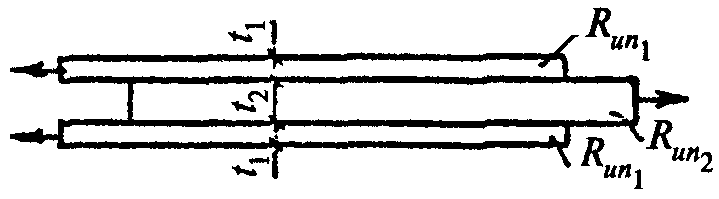 t₁ R_un₁
t₂
t₁ R_un₁ R_un₂